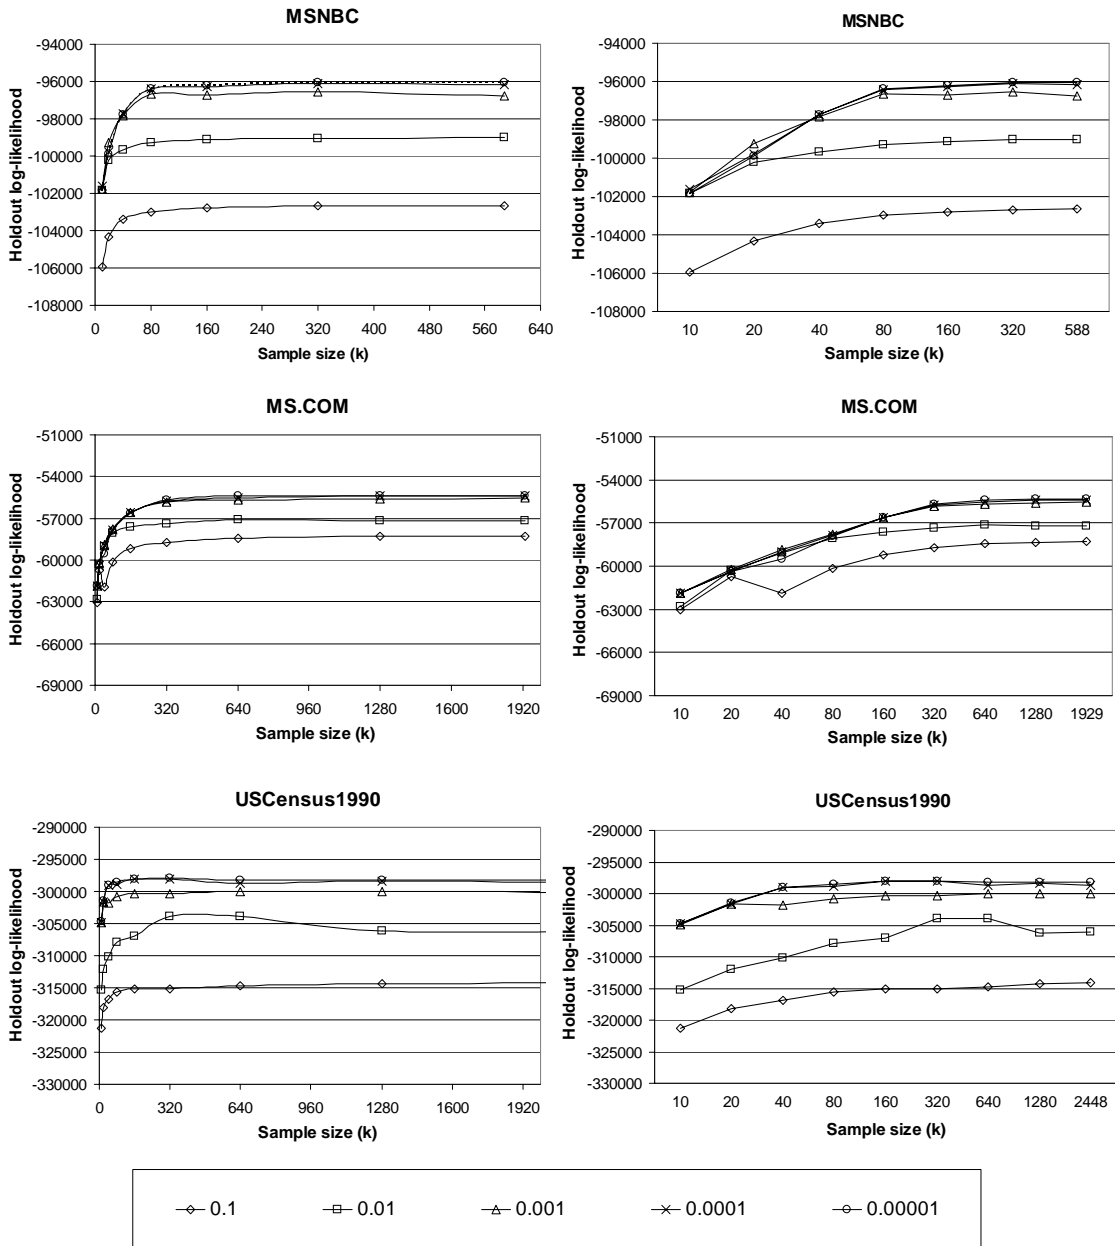 MSNBC
Holdout log-likelihood
-94000
-96000
-98000
-100000
-102000
-104000
-106000
-108000
0 80 160 240 320 400 480 560 640
Sample size (k)
MSNBC
Holdout log-likelihood
-94000
-96000
-98000
-100000
-102000
-104000
-106000
-108000
10 20 40 80 160 320 588
Sample size (k)
MS.COM
Holdout log-likelihood
-51000
-54000
-57000
-60000
-63000
-66000
-69000
0 320 640 960 1280 1600 1920
Sample size (k)
MS.COM
Holdout log-likelihood
-51000
-54000
-57000
-60000
-63000
-66000
-69000
10 20 40 80 160 320 640 1280 1929
Sample size (k)
USCensus1990
Holdout log-likelihood
-290000
-295000
-300000
-305000
-310000
-315000
-320000
-325000
-330000
0 320 640 960 1280 1600 1920
Sample size (k)
USCensus1990
Holdout log-likelihood
-290000
-295000
-300000
-305000
-310000
-315000
-320000
-325000
-330000
10 20 40 80 160 320 640 1280 2448
Sample size (k)
0.1 0.01 0.001 0.0001 0.00001